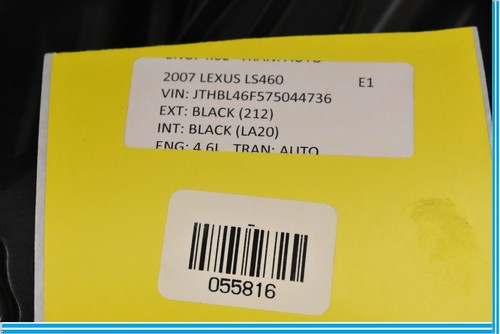 2007 LEXUS LS460 E1
VIN: JTHBL46F575044736
EXT: BLACK (212)
INT: BLACK (LA20)
ENG: 4.6L TRAN: AUTO
055816